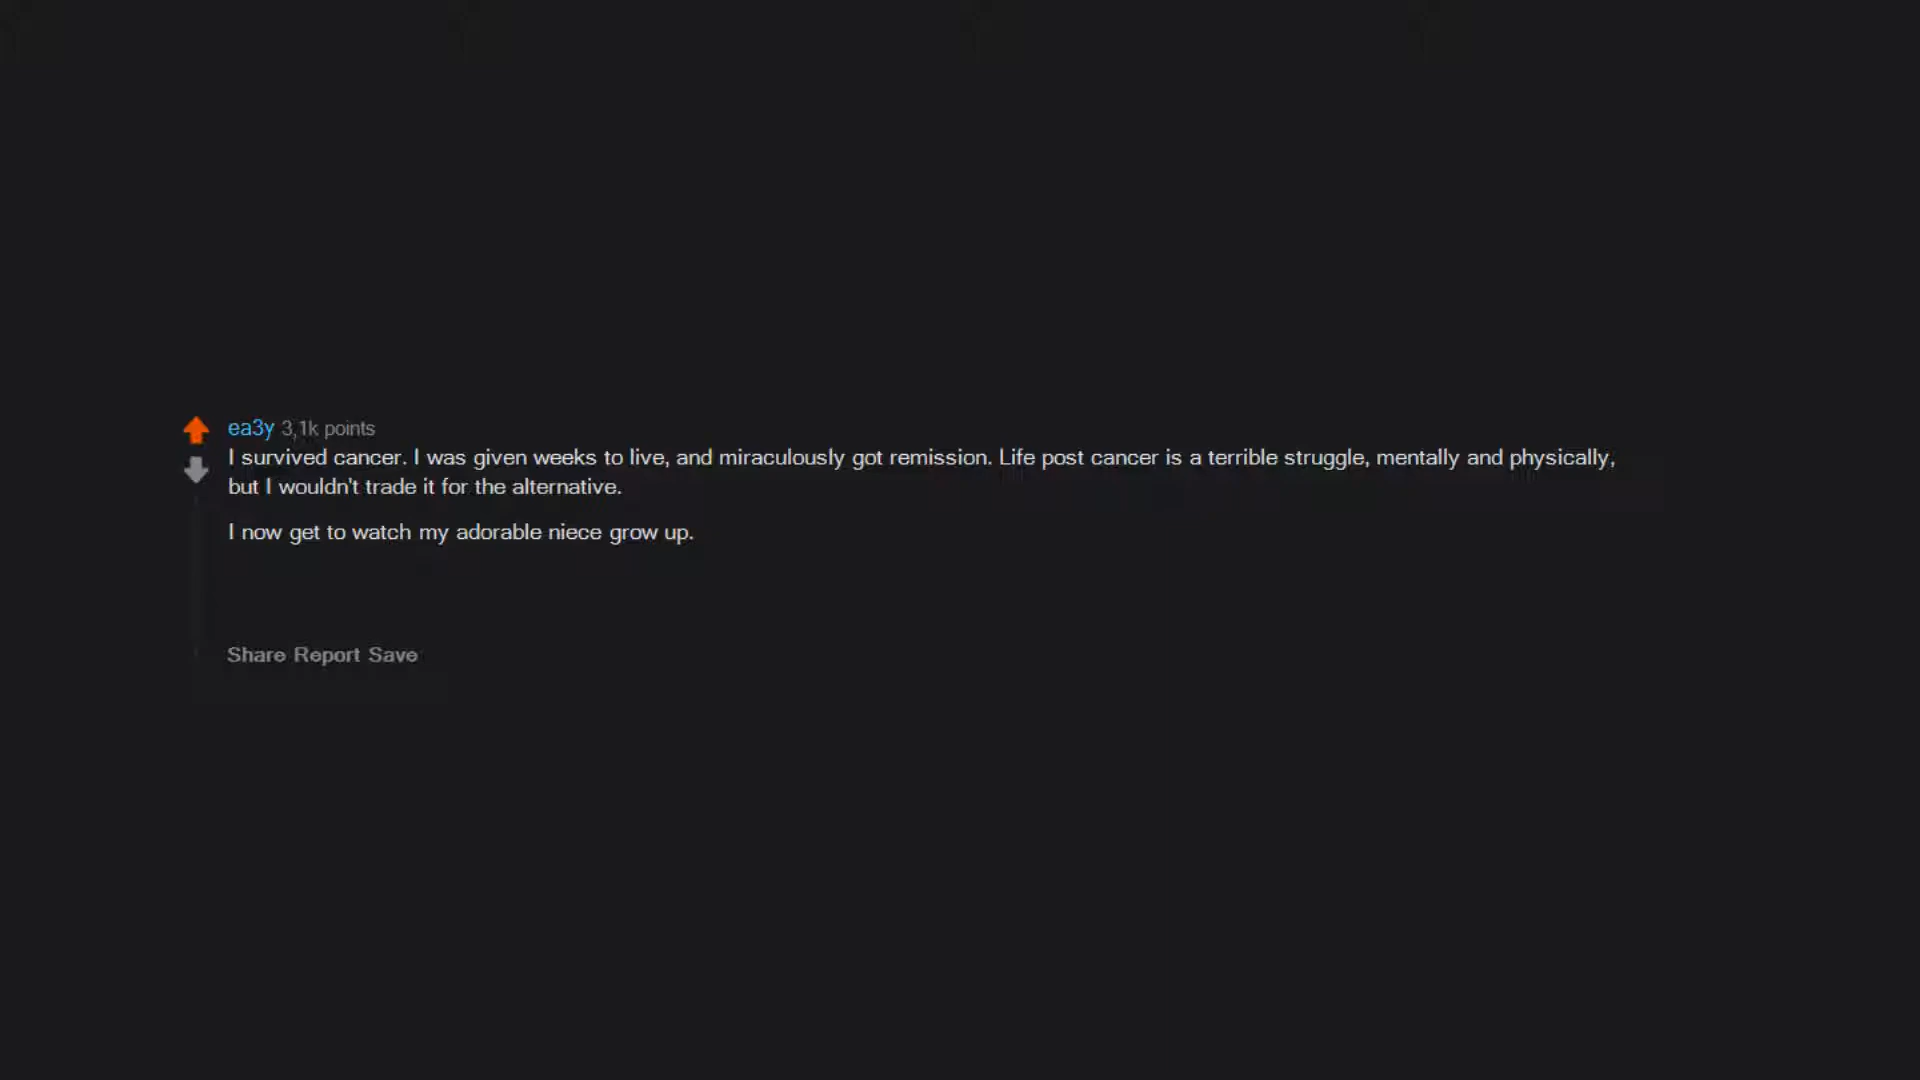 ea3y 3,1k points
I survived cancer. I was given weeks to live, and miraculously got remission. Life post cancer is a terrible struggle, mentally and physically,
but I wouldn't trade it for the alternative.
I now get to watch my adorable niece grow up.
Share Report Save